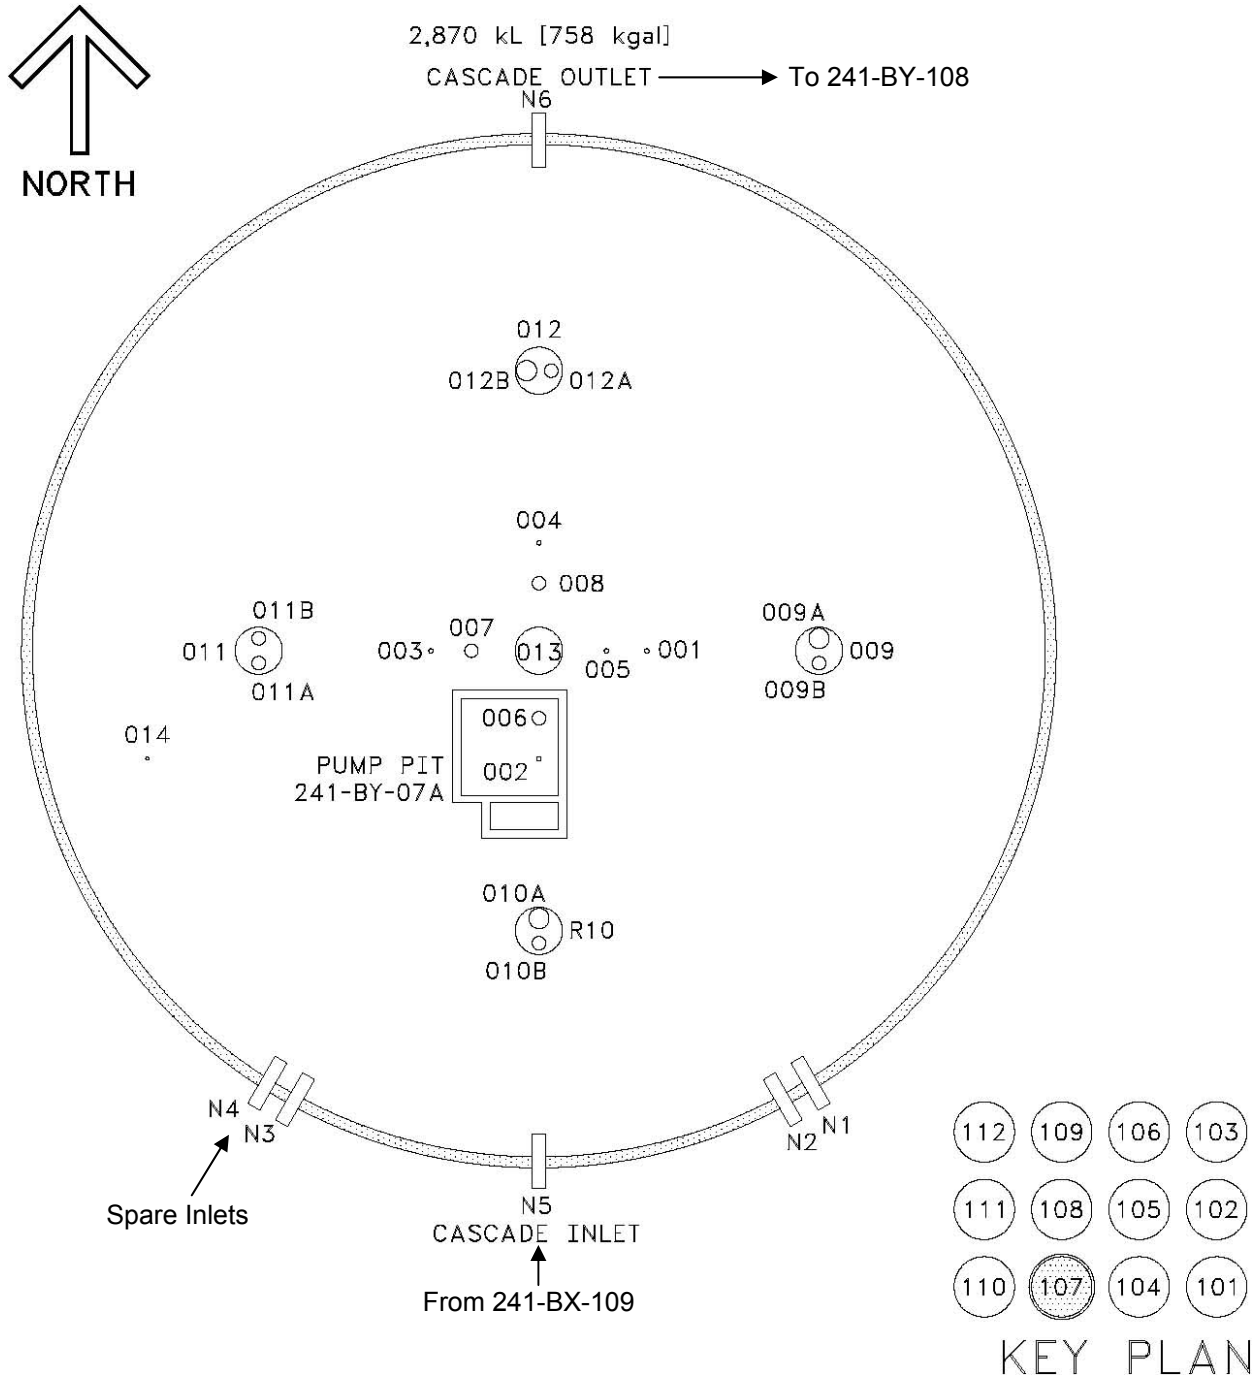 2,870 kL [758 kgal]
CASCADE OUTLET To 241-BY-108
N6
NORTH
012
012B 012A
004
008
011B
011
011A
007
003
013
005
001
009A
009
009B
014
006
002
PUMP PIT
241-BY-07A
010A
R10
010B
N4
N3
N1
N2
Spare Inlets
N5
CASCADE INLET
From 241-BX-109
112 109 106 103
111 108 105 102
110 107 104 101
KEY PLAN